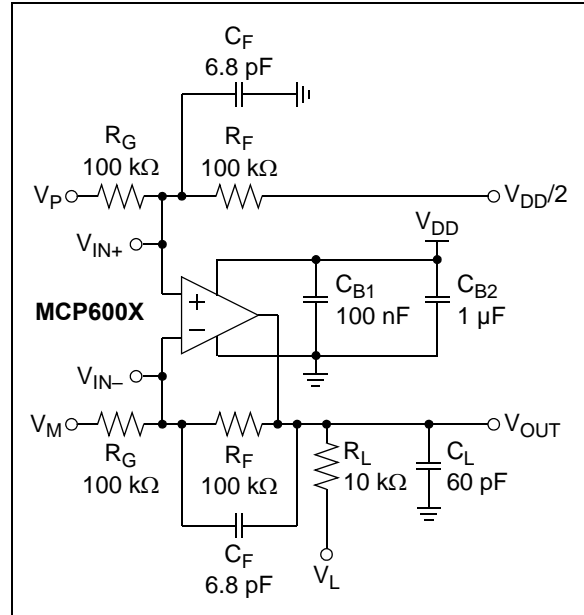 C_F
6.8 pF
R_G
100 kΩ
R_F
100 kΩ
V_P
V_DD/2
V_DD
V_IN+
MCP600X
+
−
C_B1
100 nF
C_B2
1 µF
V_IN–
V_M
V_OUT
R_G
100 kΩ
R_F
100 kΩ
R_L
10 kΩ
C_L
60 pF
C_F
6.8 pF
V_L